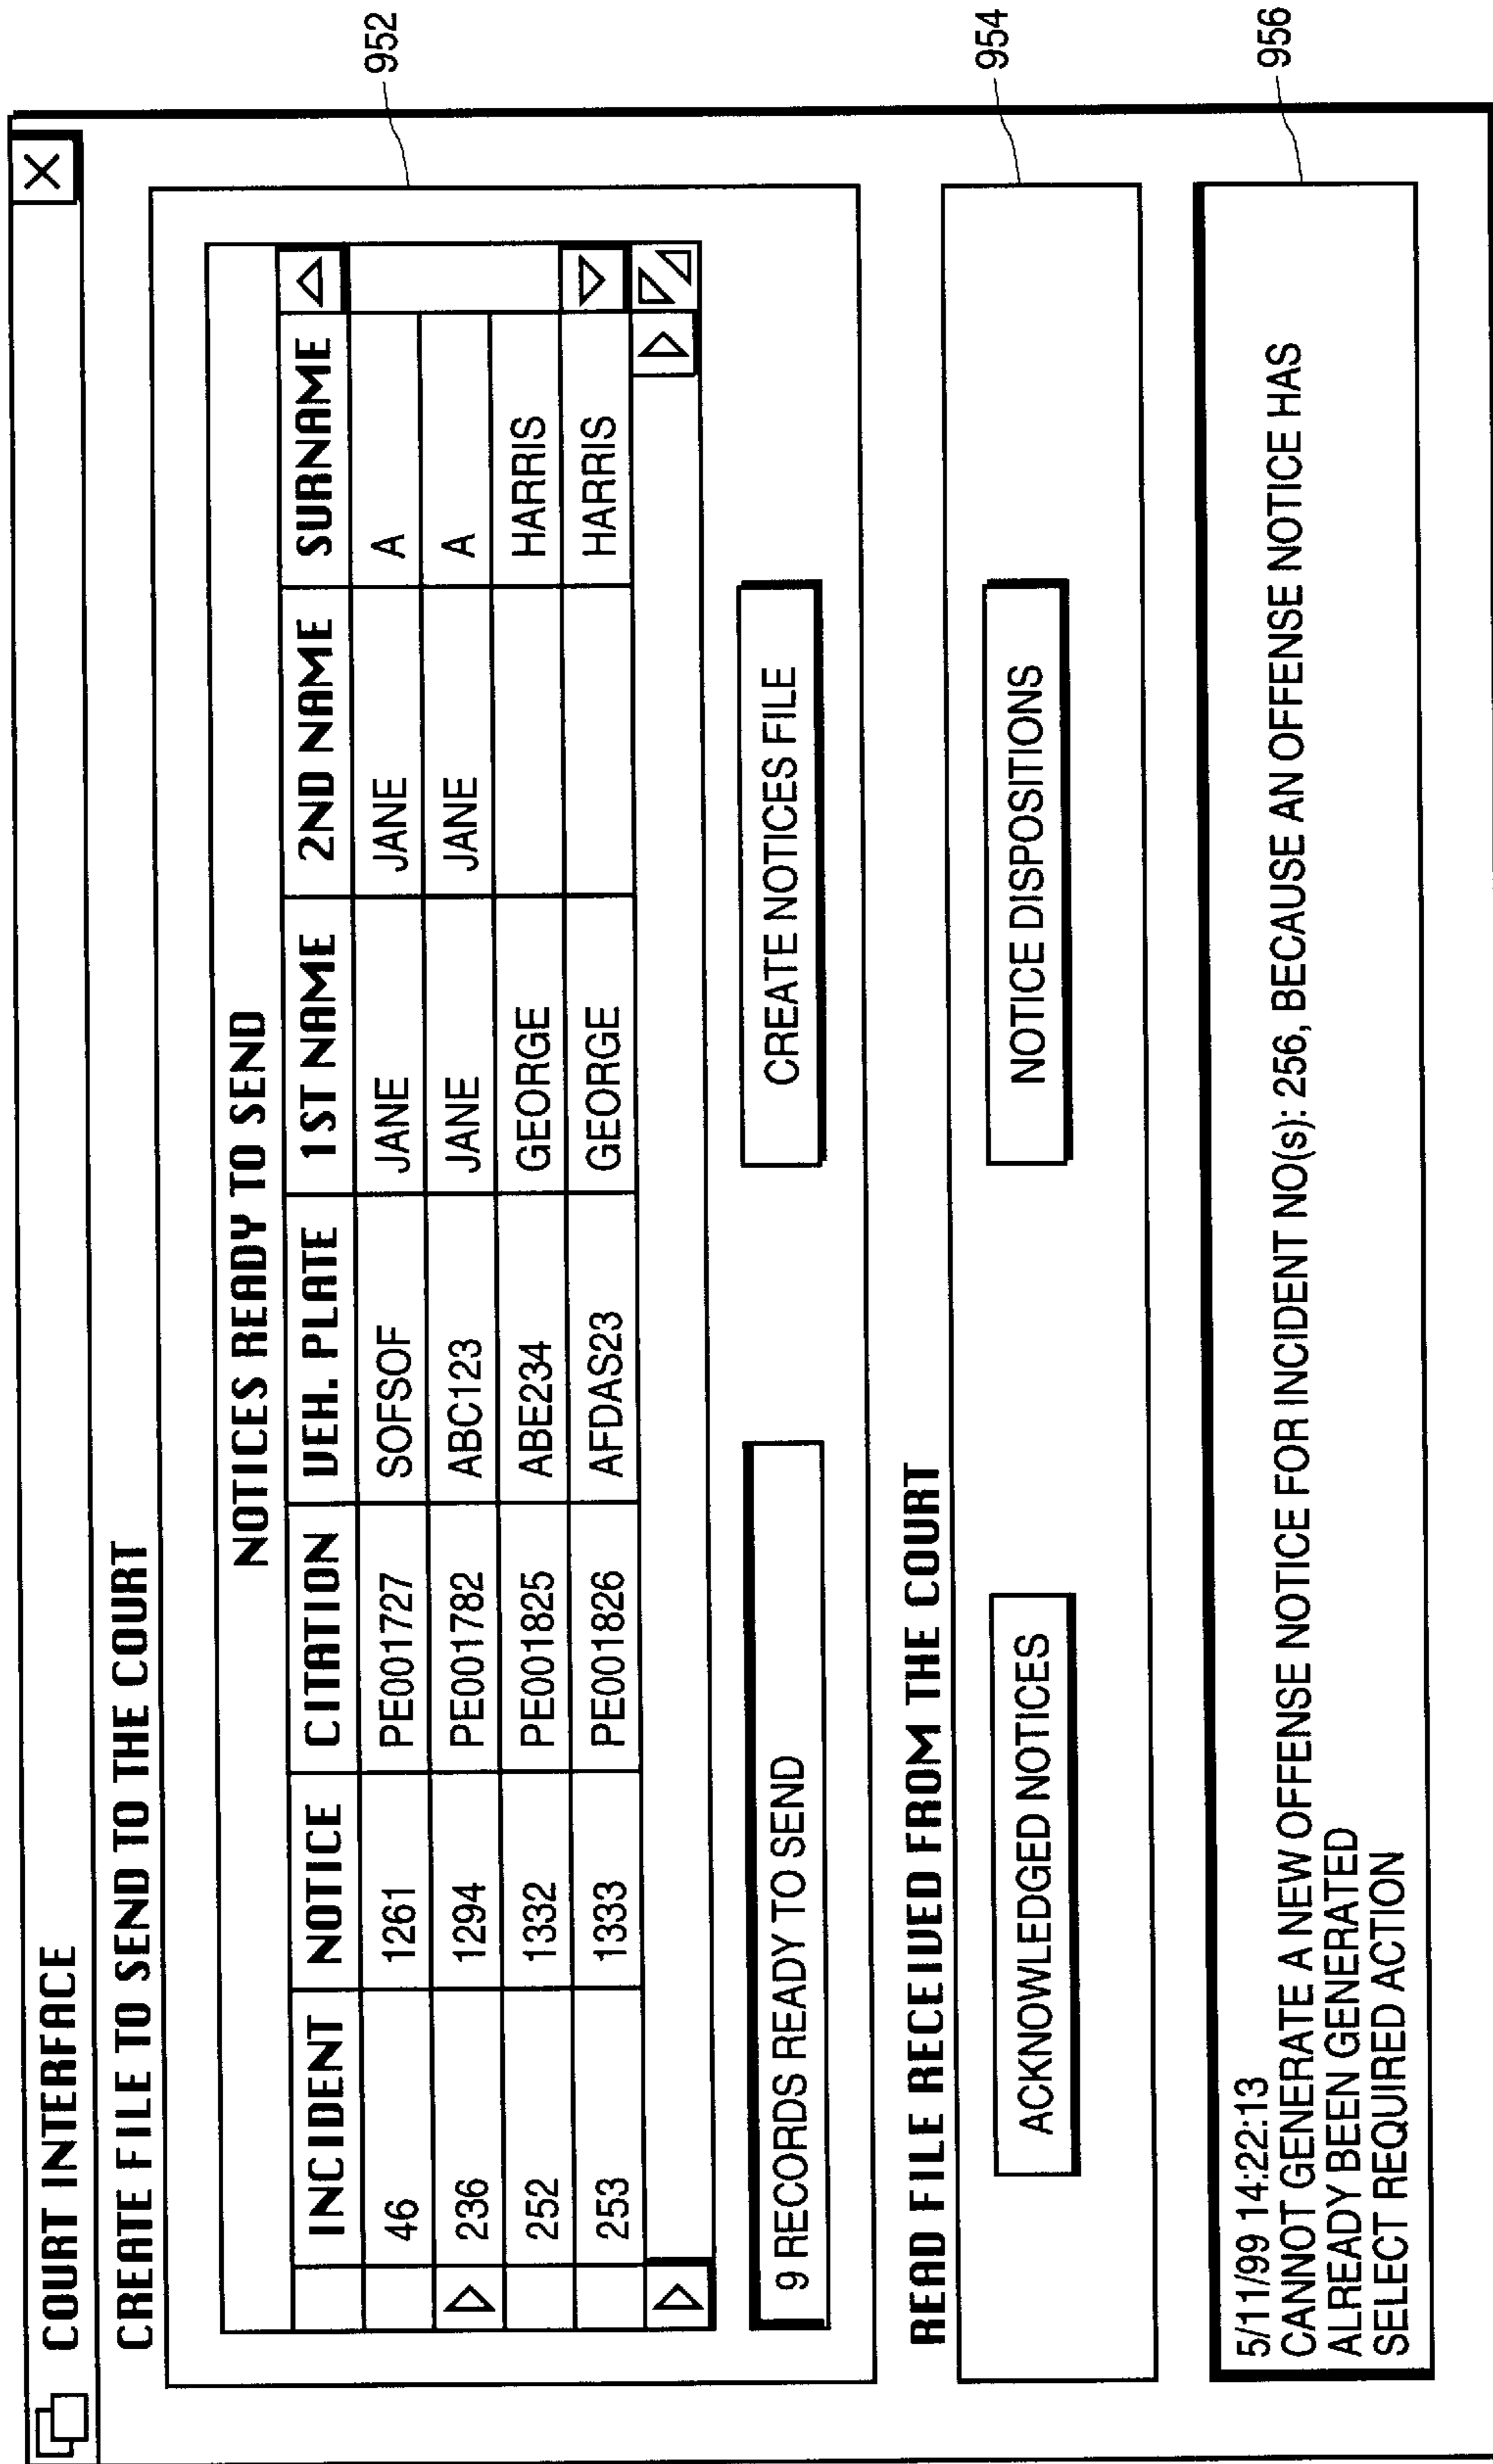 COURT INTERFACE
CREATE FILE TO SEND TO THE COURT
NOTICES READY TO SEND
INCIDENT NOTICE CITATION VEH. PLATE 1ST NAME 2ND NAME SURNAME
46 1261 PE001727 SOFSOF JANE JANE A
236 1294 PE001782 ABC123 JANE JANE A
252 1332 PE001825 ABE234 GEORGE HARRIS
253 1333 PE001826 AFDAS23 GEORGE HARRIS
9 RECORDS READY TO SEND CREATE NOTICES FILE
952
READ FILE RECEIVED FROM THE COURT
ACKNOWLEDGED NOTICES NOTICE DISPOSITIONS
954
5/11/99 14:22:13
CANNOT GENERATE A NEW OFFENSE NOTICE FOR INCIDENT NO(s): 256, BECAUSE AN OFFENSE NOTICE HAS
ALREADY BEEN GENERATED
SELECT REQUIRED ACTION
956